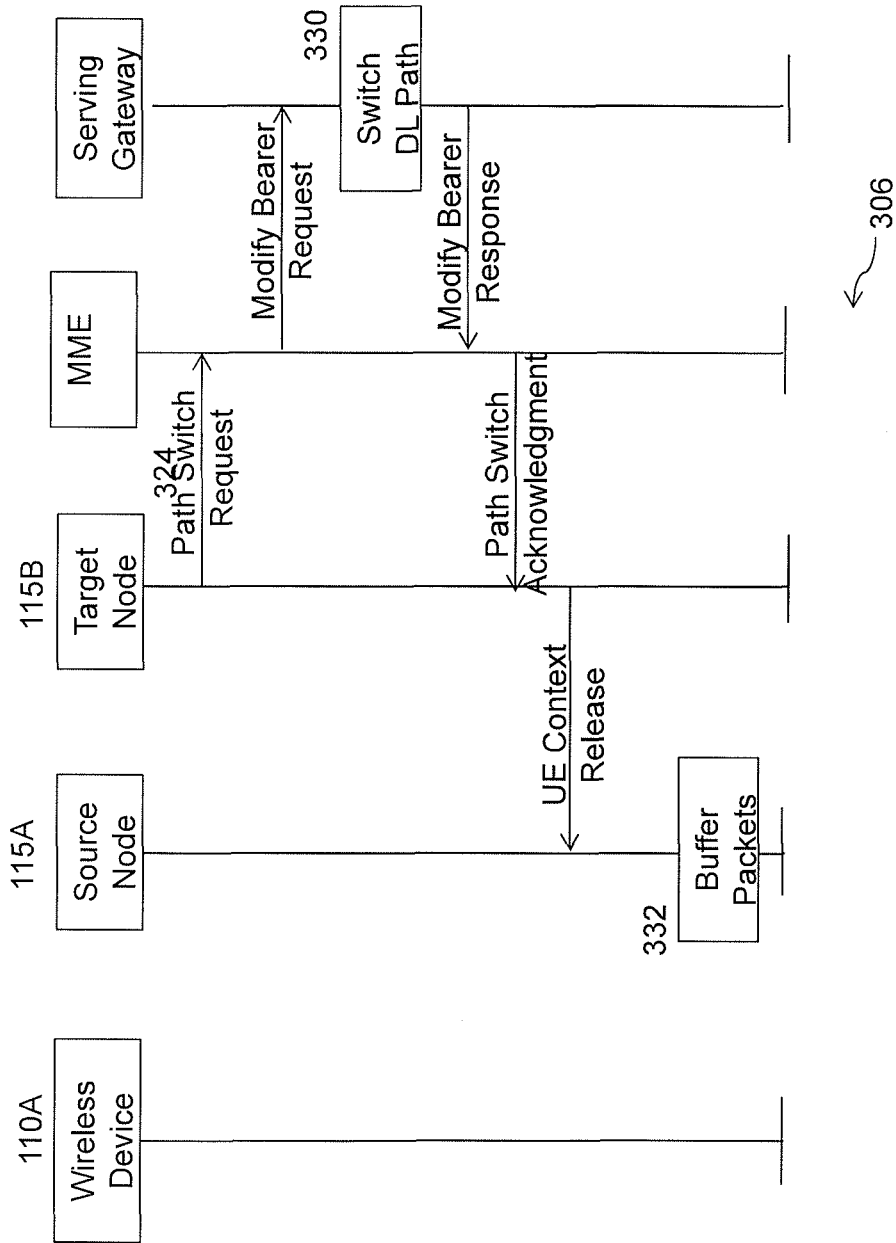 110A
Wireless
Device
115A
Source
Node
115B
Target
Node
MME
Serving
Gateway
324
Path Switch
Request
Modify Bearer
Request
330
Switch
DL Path
Modify Bearer
Response
Path Switch
Acknowledgment
UE Context
Release
332
Buffer
Packets
306